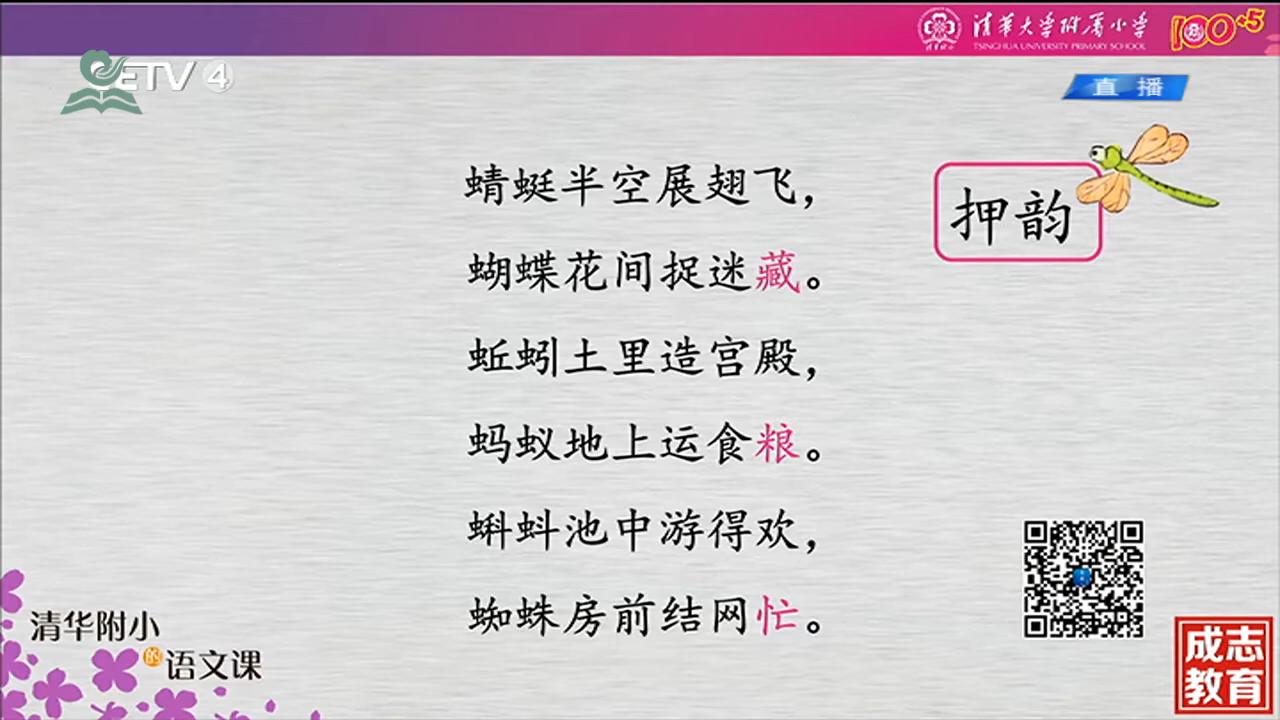 清华大学附属小学
TSINGHUA UNIVERSITY PRIMARY SCHOOL
100+5
CETV 4
直播
蜻蜓半空展翅飞，
押韵
蝴蝶花间捉迷藏。
蚯蚓土里造宫殿，
蚂蚁地上运食粮。
蝌蚪池中游得欢，
蜘蛛房前结网忙。
清华附小
的语文课
成志
教育